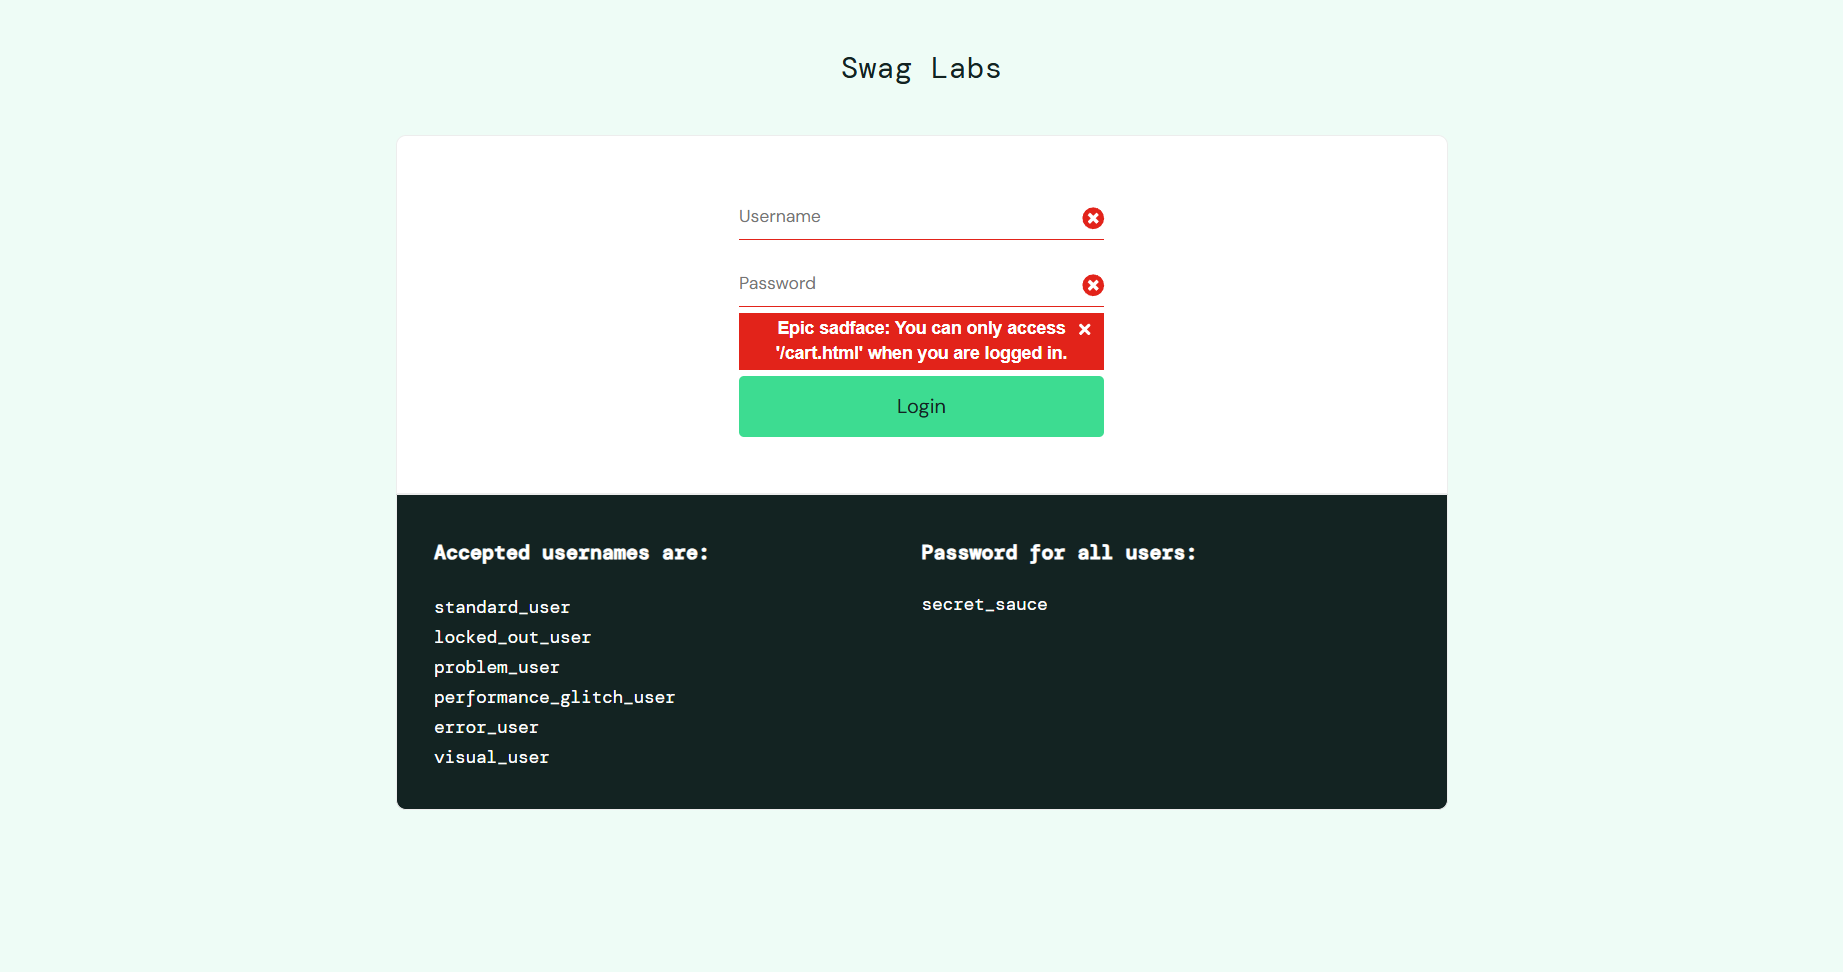 Swag Labs
Username
Password
Epic sadface: You can only access
'/cart.html' when you are logged in.
Login
Accepted usernames are:
standard_user
locked_out_user
problem_user
performance_glitch_user
error_user
visual_user
Password for all users:
secret_sauce